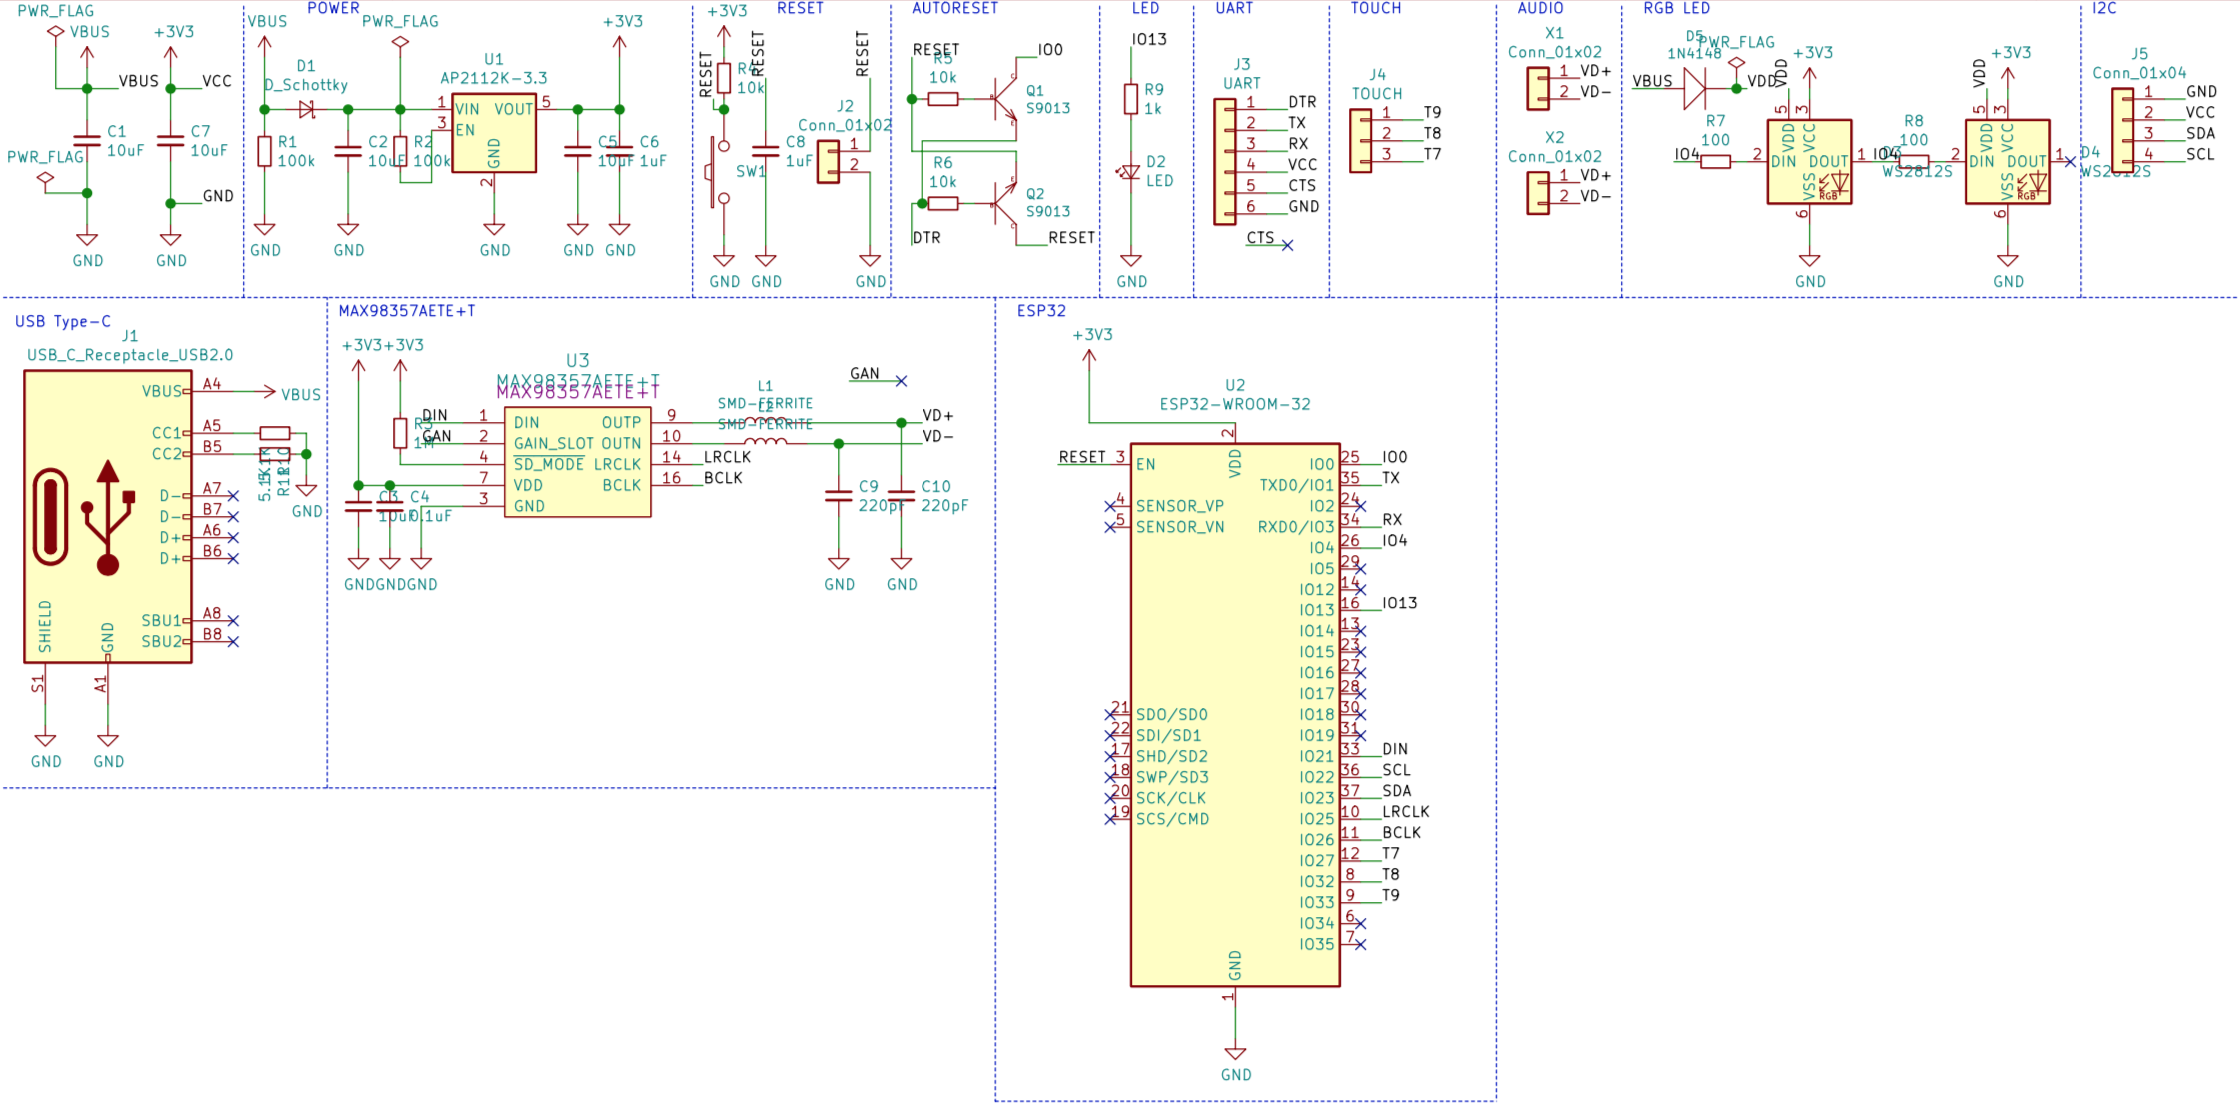 POWER
RESET
AUTORESET
LED
UART
TOUCH
AUDIO
RGB LED
I2C
PWR_FLAG
VBUS
+3V3
VBUS
VCC
C1
10uF
C7
10uF
PWR_FLAG
GND
GND
GND
VBUS
PWR_FLAG
+3V3
D1
D_Schottky
U1
AP2112K-3.3
1 VIN VOUT 5
3 EN
GND
2
R1
100k
C2
10uF
R2
100k
C5
10uF
C6
1uF
GND
GND
GND
GND
GND
+3V3
RESET
RESET
RESET
R4
10k
J2
Conn_01x02
1
2
C8
1uF
SW1
GND
GND
GND
RESET
IO0
R5
10k
Q1
S9013
R6
10k
Q2
S9013
DTR
RESET
IO13
R9
1k
D2
LED
GND
J3
UART
1 DTR
2 TX
3 RX
4 VCC
5 CTS
6 GND
CTS
J4
TOUCH
1 T9
2 T8
3 T7
X1
Conn_01x02
1 VD+
2 VD-
X2
Conn_01x02
1 VD+
2 VD-
D5
1N4148
PWR_FLAG
+3V3
+3V3
VBUS
VDD
VDD
VDD
R7
100
IO4
5 3
VDD VCC
2 DIN DOUT 1
VSS
RGB
6
D3
WS2812S
IO4
R8
100
5 3
VDD VCC
2 DIN DOUT 1
VSS
RGB
6
D4
WS2812S
GND
GND
J5
Conn_01x04
1 GND
2 VCC
3 SDA
4 SCL
USB Type-C
J1
USB_C_Receptacle_USB2.0
VBUS A4 VBUS
CC1 A5
CC2 B5
D- A7
D- B7
D+ A6
D+ B6
SBU1 A8
SBU2 B8
SHIELD
GND
S1
A1
GND
GND
GND
MAX98357AETE+T
+3V3
+3V3
U3
MAX98357AETE+T
MAX98357AETE+T
DIN 1 DIN OUTP 9
GAN 2 GAIN_SLOT OUTN 10
4 SD_MODE LRCLK 14 LRCLK
7 VDD BCLK 16 BCLK
3 GND
R3
1M
C3
10uF
C4
0.1uF
GND
GND
GND
L1
SMD-FERRITE
L2
SMD-FERRITE
GAN
VD+
VD-
C9
220pF
C10
220pF
GND
GND
ESP32
+3V3
U2
ESP32-WROOM-32
2
VDD
RESET 3 EN
4 SENSOR_VP
5 SENSOR_VN
21 SDO/SD0
22 SDI/SD1
17 SHD/SD2
18 SWP/SD3
20 SCK/CLK
19 SCS/CMD
IO0 25 IO0
TXD0/IO1 35 TX
IO2 24
RXD0/IO3 34 RX
IO4 26 IO4
IO5 29
IO12 14
IO13 16 IO13
IO14 13
IO15 23
IO16 27
IO17 28
IO18 30
IO19 31
IO21 33 DIN
IO22 36 SCL
IO23 37 SDA
IO25 10 LRCLK
IO26 11 BCLK
IO27 12 T7
IO32 8 T8
IO33 9 T9
IO34 6
IO35 7
GND
1
GND